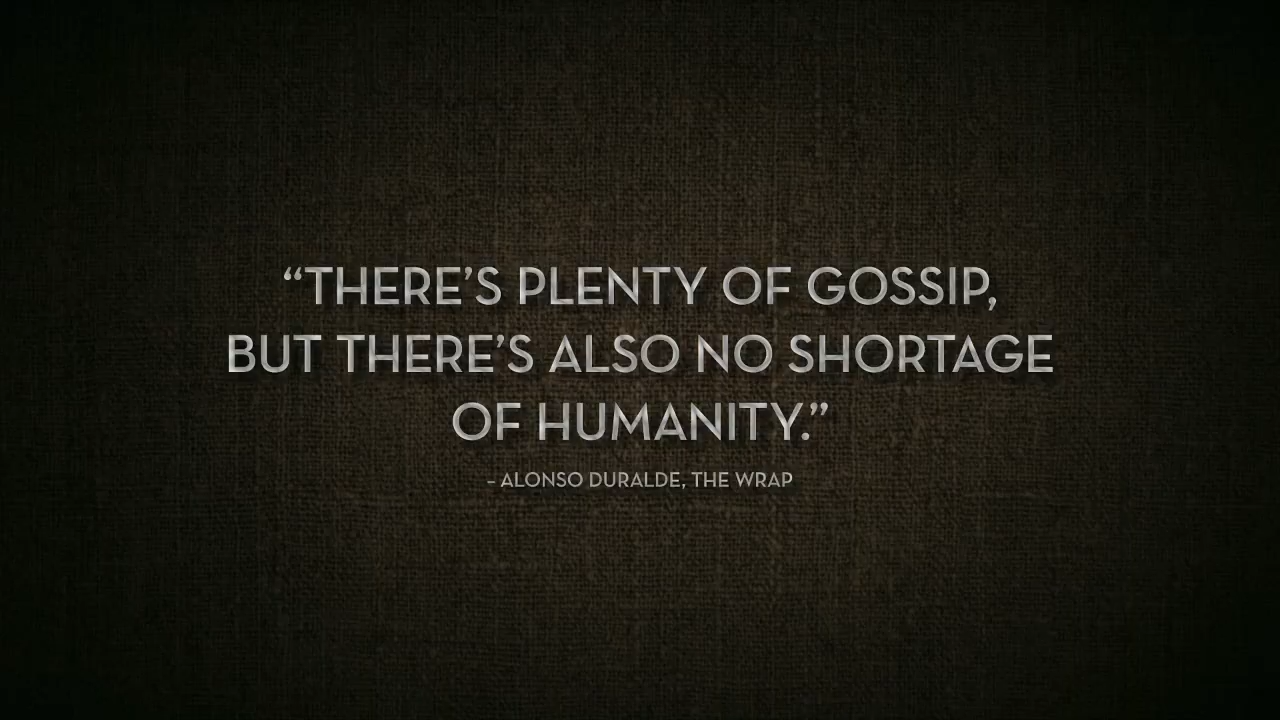 “THERE’S PLENTY OF GOSSIP,
BUT THERE’S ALSO NO SHORTAGE
OF HUMANITY.”
– ALONSO DURALDE, THE WRAP